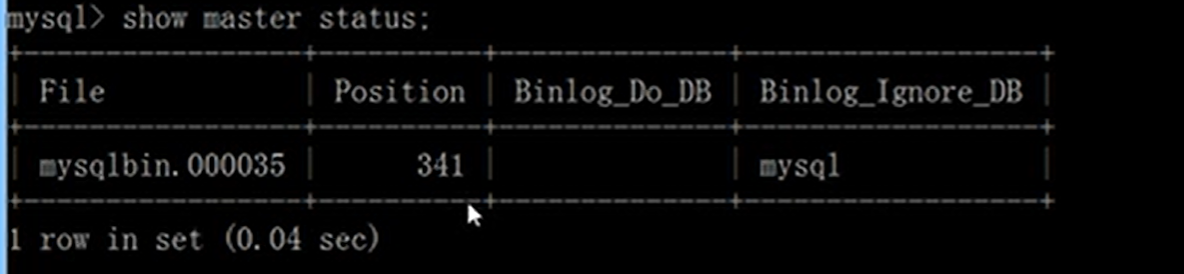 mysql> show master status;
File Position Binlog_Do_DB Binlog_Ignore_DB
mysqlbin.000035 341 mysql
1 row in set (0.04 sec)